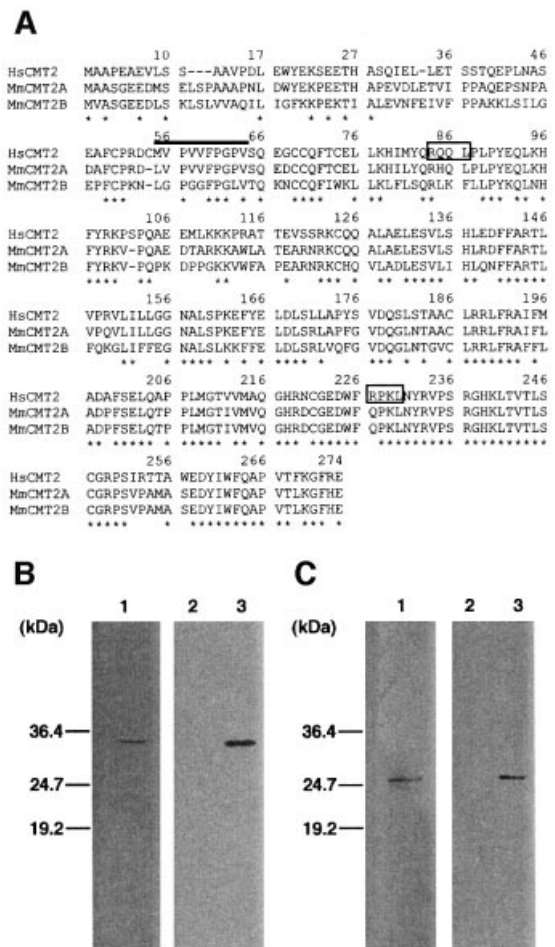 A
10 17 27 36 46
HsCMT2 MAAPEAEVLS S---AAVPDL EWYEKSEETH ASQIEL-LET SSTQEPLNAS
MmCMT2A MAASGEEDMS ELSPAAAPNL DWYEKPEETH APEVDLETVI PPAQEPSNPA
MmCMT2B MVASGEEDLS KLSLVVAQIL IGFKKPEKTI ALEVNFEIVF PPAKKLSILG
* * * * * *
56 66 76 86 96
HsCMT2 EAFCPRDCMV PVVFPGPVSQ EGCCQFTCEL LKHIMYQRQQ LPLPYEQLKH
MmCMT2A DAFCPRD-LV PVVFPGPVSQ EDCCQFTCEL LKHILYQRHQ LPLPYEQLKH
MmCMT2B EPFCPKN-LG PPGGFPGLVTQ KNCCQFIWKL LKLFLSQRLK FLLPYKQLNH
106 116 126 136 146
HsCMT2 FYRKPSPQAE EMLKKKPRAT TEVSSRKCQQ ALAELESVLS HLEDFFARTL
MmCMT2A FYRKV-PQAE DTARKKAWLA TEARNRKCQQ ALAELESVLS HLRDFFARTL
MmCMT2B FYRKV-PQPK DPPGKKVWFA PEARNRKCHQ VLADLESVLI HLQNFFARTL
156 166 176 186 196
HsCMT2 VPRVLILLGG NALSPKEFYE LDLSLLAPYS VDQSLSTAAC LRRLFRAIFM
MmCMT2A VPQVLILLGG NALSPKEFYE LDLSRLAPFG VDQGLNTAAC LRRLFRAFFL
MmCMT2B FQKGLIFFEG NALSLKKFFE LDLSRLVQFG VDQGLNTGVC LRRLFRAFFL
206 216 226 236 246
HsCMT2 ADAFSELQAP PLMGTVVMAQ GHRNCGEDWF RPKLNYRVPS RGHKLTVTLS
MmCMT2A ADPFSELQTP PLMGTIVMVQ GHRDCGEDWF QPKLNYRVPS RGHKLTVTLS
MmCMT2B ADPFSELQTP PLMGTIVMVQ GHRDCGEDWF QPKLNYRVPS RGHKLTVTLS
256 266 274
HsCMT2 CGRPSIRTTA WEDYIWFQAP VTFKGFRE
MmCMT2A CGRPSVPAMA SEDYIWFQAP VTLKGFHE
MmCMT2B CGRPSVPAMA SEDYIWFQAP VTLKGFHE
B C
1 2 3 1 2 3
(kDa) (kDa)
36.4 36.4
24.7 24.7
19.2 19.2